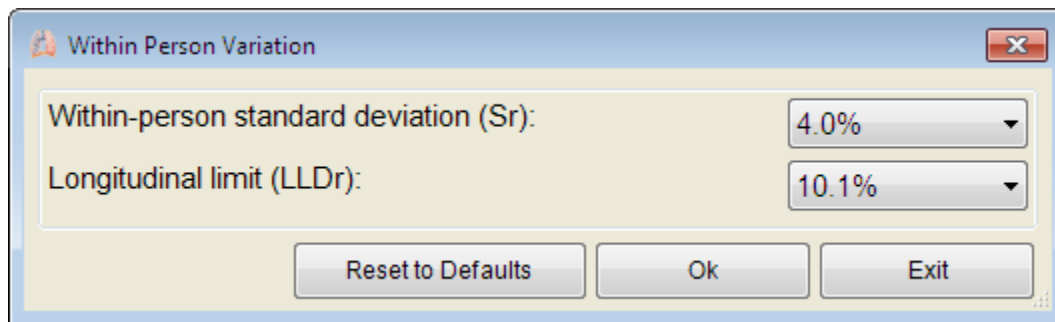 Within Person Variation
Within-person standard deviation (Sr): 4.0%
Longitudinal limit (LLDr): 10.1%
Reset to Defaults Ok Exit